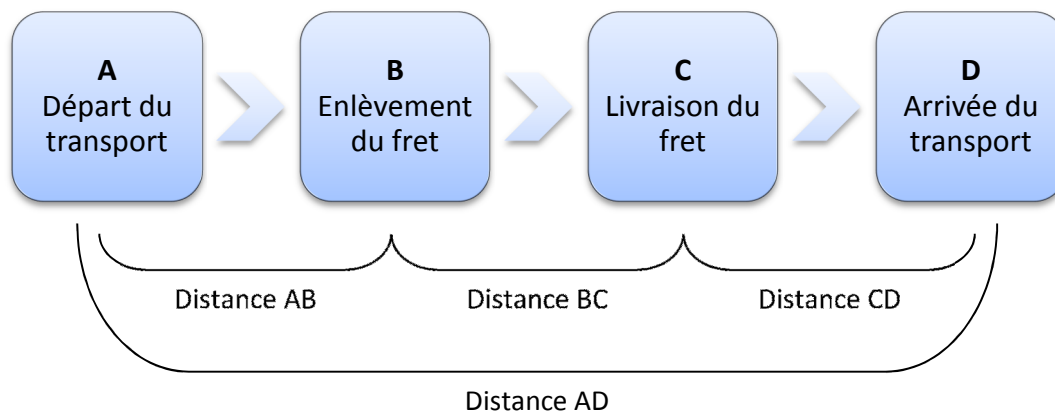 A
Départ du
transport
B
Enlèvement
du fret
C
Livraison du
fret
D
Arrivée du
transport
Distance AB
Distance BC
Distance CD
Distance AD